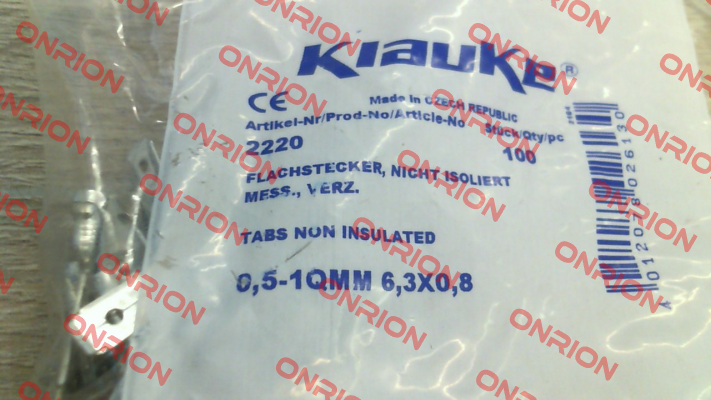 Klauke®
CE Made in CZECH REPUBLIC
Artikel-Nr/Prod-No/Article-No Stück/Qty/pc
2220 100
FLACHSTECKER, NICHT ISOLIERT
MESS., VERZ.
TABS NON INSULATED
0,5-1QMM 6,3X0,8
ONRION